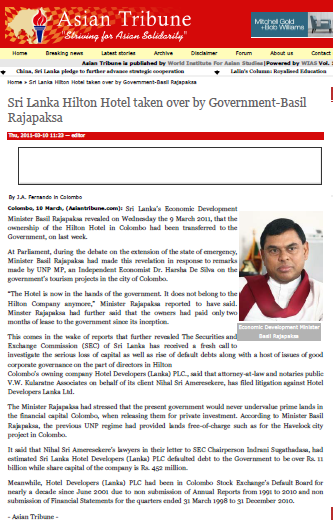 Asian Tribune
"Striving for Asian Solidarity"
Mitchell Gold
+Bob Williams
Home Breaking news Latest stories Archive Disclaimer Forum About us Contact
Asian Tribune is published by World Institute For Asian Studies|Powered by WIAS Vol.
China, Sri Lanka pledge to further advance strategic cooperation Lalin's Column: Royalised Education
Home > Sri Lanka Hilton Hotel taken over by Government-Basil Rajapaksa
Sri Lanka Hilton Hotel taken over by Government-Basil
Rajapaksa
Thu, 2011-03-10 11:23 — editor
By J.A. Fernando in Colombo
Colombo, 10 March, (Asiantribune.com): Sri Lanka's Economic Development
Minister Basil Rajapaksa revealed on Wednesday the 9 March 2011, that the
ownership of the Hilton Hotel in Colombo had been transferred to the
Government, on last week.
At Parliament, during the debate on the extension of the state of emergency,
Minister Basil Rajapaksa had made this revelation in response to remarks
made by UNP MP, an Independent Economist Dr. Harsha De Silva on the
government's tourism projects in the city of Colombo.
"The Hotel is now in the hands of the government. It does not belong to the
Hilton Company anymore," Minister Rajapaksa reported to have said.
Minster Rajapaksa had further said that the owners had paid only two
months of lease to the government since its inception.
Economic Development Minister
Basil Rajapaksa
This comes in the wake of reports that further revealed The Securities and
Exchange Commission (SEC) of Sri Lanka has received a fresh call to
investigate the serious loss of capital as well as rise of default debts along with a host of issues of good
corporate governance on the part of directors in Hilton
Colombo's owning company Hotel Developers (Lanka) PLC., said that attorney-at-law and notaries public
V.W. Kularatne Associates on behalf of its client Nihal Sri Ameresekere, has filed litigation against Hotel
Developers Lanka Ltd.
The Minister Rajapaksa had stressed that the present government would never undervalue prime lands in
the financial capital Colombo, when releasing them for private investment. According to Minister Basil
Rajapaksa, the previous UNP regime had provided lands free-of-charge such as for the Havelock city
project in Colombo.
It said that Nihal Sri Ameresekere's lawyers in their letter to SEC Chairperson Indrani Sugathadasa, had
estimated Sri Lanka Hotel Developers (Lanka) PLC defaulted debt to the Government to be over Rs. 11
billion while share capital of the company is Rs. 452 million.
Meanwhile, Hotel Developers (Lanka) PLC had been in Colombo Stock Exchange's Default Board for
nearly a decade since June 2001 due to non submission of Annual Reports from 1991 to 2010 and non
submission of Financial Statements for the quarters ended 31 March 1998 to 31 December 2010.
- Asian Tribune -